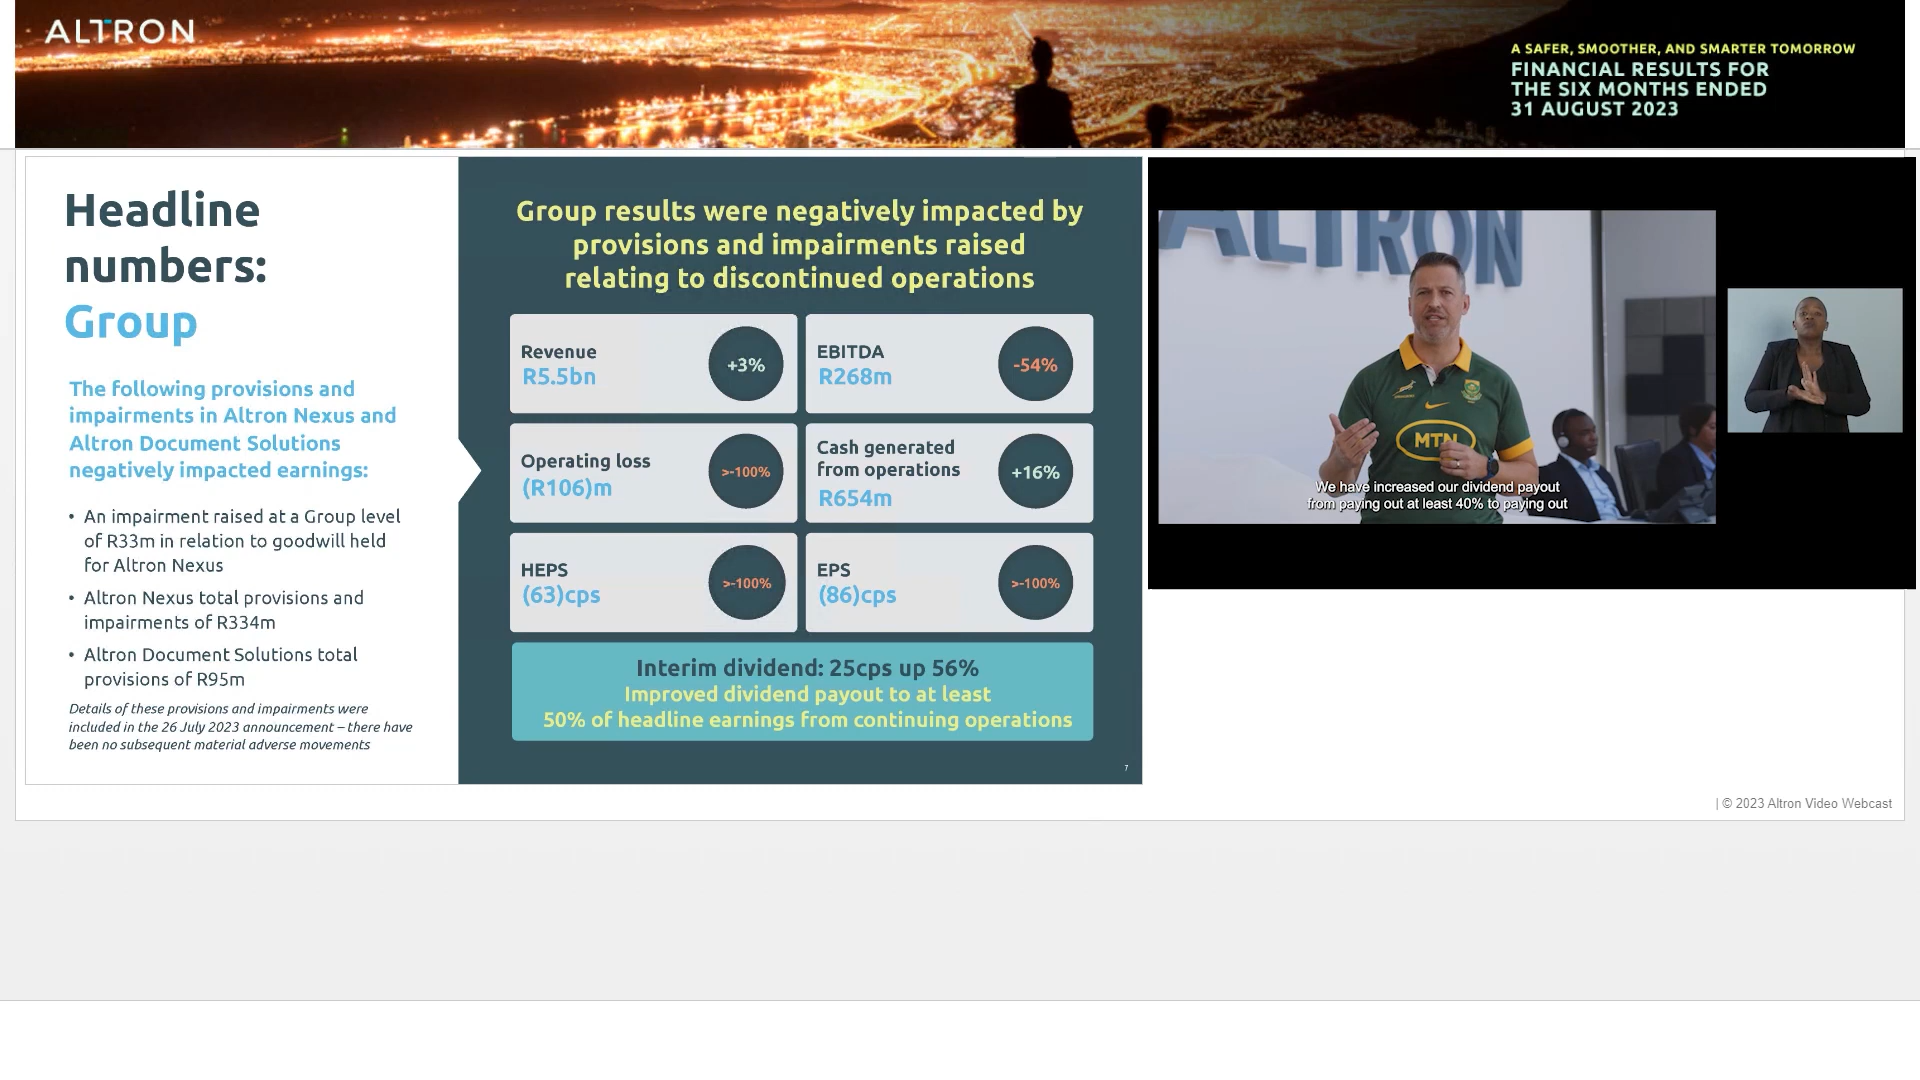 ALTRON
A SAFER, SMOOTHER, AND SMARTER TOMORROW
FINANCIAL RESULTS FOR
THE SIX MONTHS ENDED
31 AUGUST 2023
Headline
numbers:
Group
The following provisions and
impairments in Altron Nexus and
Altron Document Solutions
negatively impacted earnings:
• An impairment raised at a Group level
of R33m in relation to goodwill held
for Altron Nexus
• Altron Nexus total provisions and
impairments of R334m
• Altron Document Solutions total
provisions of R95m
Details of these provisions and impairments were
included in the 26 July 2023 announcement – there have
been no subsequent material adverse movements
Group results were negatively impacted by
provisions and impairments raised
relating to discontinued operations
Revenue
R5.5bn
+3%
EBITDA
R268m
-54%
Operating loss
(R106)m
>-100%
Cash generated
from operations
R654m
+16%
HEPS
(63)cps
>-100%
EPS
(86)cps
>-100%
Interim dividend: 25cps up 56%
Improved dividend payout to at least
50% of headline earnings from continuing operations
7
ALTRON
MTN
We have increased our dividend payout
from paying out at least 40% to paying out
| © 2023 Altron Video Webcast